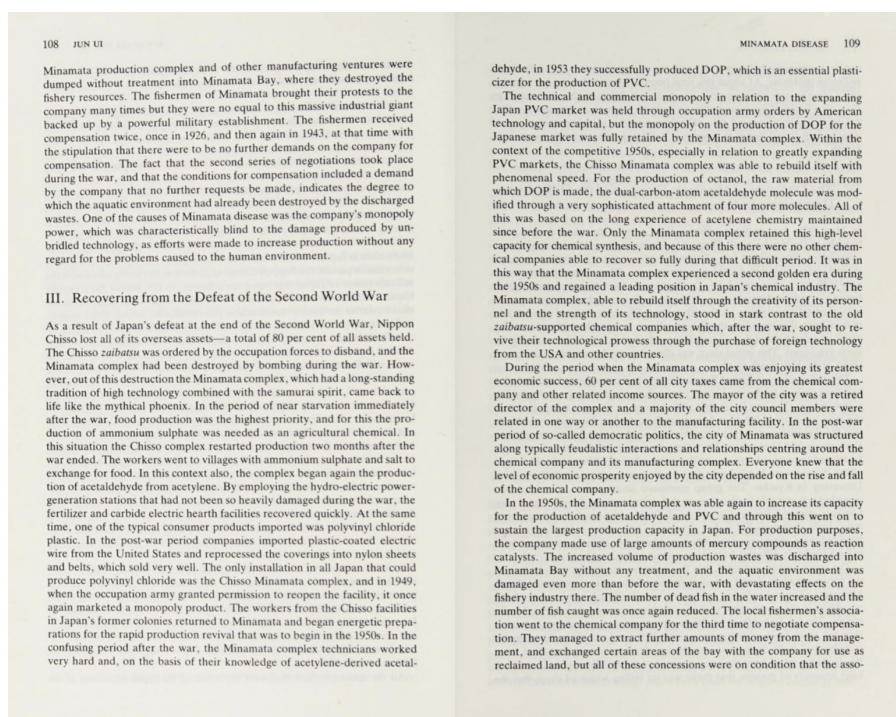 108 JUN UI
Minamata production complex and of other manufacturing ventures were
dumped without treatment into Minamata Bay, where they destroyed the
fishery resources. The fishermen of Minamata brought their protests to the
company many times but they were no equal to this massive industrial giant
backed up by a powerful military establishment. The fishermen received
compensation twice, once in 1926, and then again in 1943, at that time with
the stipulation that there were to be no further demands on the company for
compensation. The fact that the second series of negotiations took place
during the war, and that the conditions for compensation included a demand
by the company that no further requests be made, indicates the degree to
which the aquatic environment had already been destroyed by the discharged
wastes. One of the causes of Minamata disease was the company's monopoly
power, which was characteristically blind to the damage produced by un-
bridled technology, as efforts were made to increase production without any
regard for the problems caused to the human environment.
III. Recovering from the Defeat of the Second World War
As a result of Japan's defeat at the end of the Second World War, Nippon
Chisso lost all of its overseas assets—a total of 80 per cent of all assets held.
The Chisso zaibatsu was ordered by the occupation forces to disband, and the
Minamata complex had been destroyed by bombing during the war. How-
ever, out of this destruction the Minamata complex, which had a long-standing
tradition of high technology combined with the samurai spirit, came back to
life like the mythical phoenix. In the period of near starvation immediately
after the war, food production was the highest priority, and for this the pro-
duction of ammonium sulphate was needed as an agricultural chemical. In
this situation the Chisso complex restarted production two months after the
war ended. The workers went to villages with ammonium sulphate and salt to
exchange for food. In this context also, the complex began again the produc-
tion of acetaldehyde from acetylene. By employing the hydro-electric power-
generation stations that had not been so heavily damaged during the war, the
fertilizer and carbide electric hearth facilities recovered quickly. At the same
time, one of the typical consumer products imported was polyvinyl chloride
plastic. In the post-war period companies imported plastic-coated electric
wire from the United States and reprocessed the coverings into nylon sheets
and belts, which sold very well. The only installation in all Japan that could
produce polyvinyl chloride was the Chisso Minamata complex, and in 1949,
when the occupation army granted permission to reopen the facility, it once
again marketed a monopoly product. The workers from the Chisso facilities
in Japan's former colonies returned to Minamata and began energetic prepa-
rations for the rapid production revival that was to begin in the 1950s. In the
confusing period after the war, the Minamata complex technicians worked
very hard and, on the basis of their knowledge of acetylene-derived acetal-
MINAMATA DISEASE 109
dehyde, in 1953 they successfully produced DOP, which is an essential plasti-
cizer for the production of PVC.
The technical and commercial monopoly in relation to the expanding
Japan PVC market was held through occupation army orders by American
technology and capital, but the monopoly on the production of DOP for the
Japanese market was fully retained by the Minamata complex. Within the
context of the competitive 1950s, especially in relation to greatly expanding
PVC markets, the Chisso Minamata complex was able to rebuild itself with
phenomenal speed. For the production of octanol, the raw material from
which DOP is made, the dual-carbon-atom acetaldehyde molecule was mod-
ified through a very sophisticated attachment of four more molecules. All of
this was based on the long experience of acetylene chemistry maintained
since before the war. Only the Minamata complex retained this high-level
capacity for chemical synthesis, and because of this there were no other chem-
ical companies able to recover so fully during that difficult period. It was in
this way that the Minamata complex experienced a second golden era during
the 1950s and regained a leading position in Japan's chemical industry. The
Minamata complex, able to rebuild itself through the creativity of its person-
nel and the strength of its technology, stood in stark contrast to the old
zaibatsu-supported chemical companies which, after the war, sought to re-
vive their technological prowess through the purchase of foreign technology
from the USA and other countries.
During the period when the Minamata complex was enjoying its greatest
economic success, 60 per cent of all city taxes came from the chemical com-
pany and other related income sources. The mayor of the city was a retired
director of the complex and a majority of the city council members were
related in one way or another to the manufacturing facility. In the post-war
period of so-called democratic politics, the city of Minamata was structured
along typically feudalistic interactions and relationships centring around the
chemical company and its manufacturing complex. Everyone knew that the
level of economic prosperity enjoyed by the city depended on the rise and fall
of the chemical company.
In the 1950s, the Minamata complex was able again to increase its capacity
for the production of acetaldehyde and PVC and through this went on to
sustain the largest production capacity in Japan. For production purposes,
the company made use of large amounts of mercury compounds as reaction
catalysts. The increased volume of production wastes was discharged into
Minamata Bay without any treatment, and the aquatic environment was
damaged even more than before the war, with devastating effects on the
fishery industry there. The number of dead fish in the water increased and the
number of fish caught was once again reduced. The local fishermen's associa-
tion went to the chemical company for the third time to negotiate compensa-
tion. They managed to extract further amounts of money from the manage-
ment, and exchanged certain areas of the bay with the company for use as
reclaimed land, but all of these concessions were on condition that the asso-